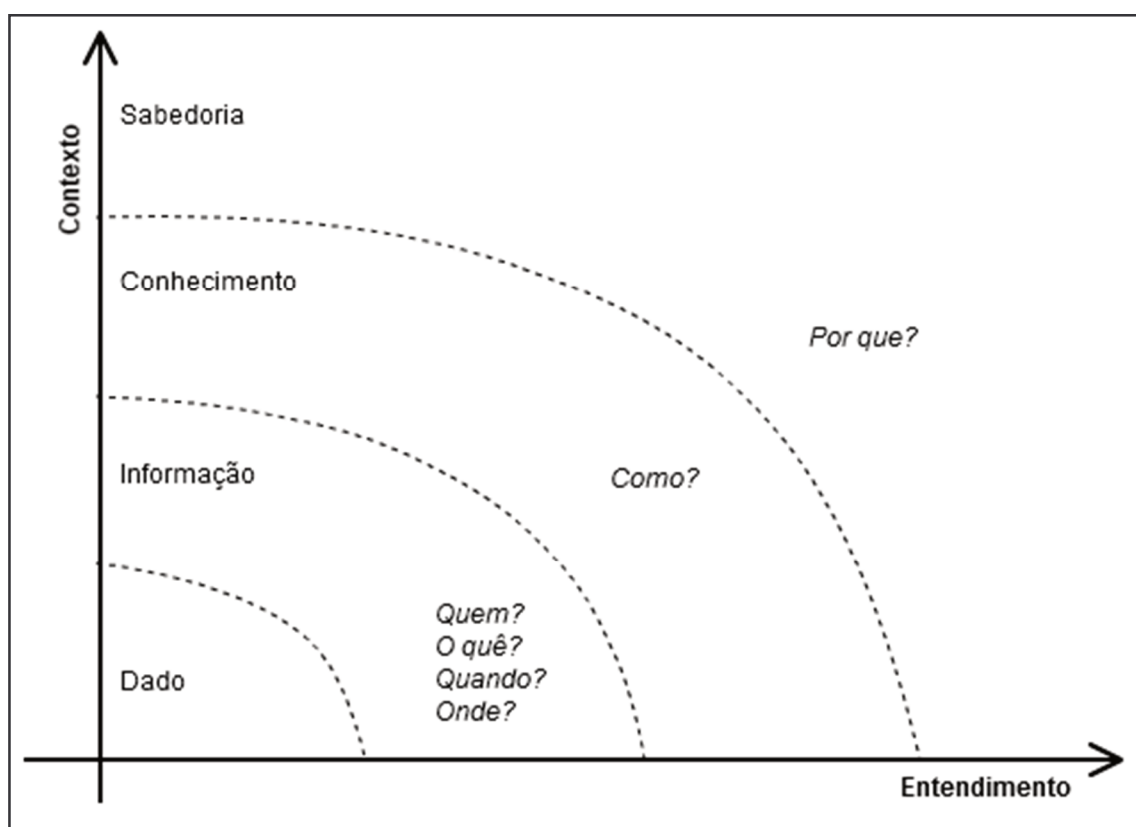 Contexto
Sabedoria
Conhecimento
Por que?
Informação
Como?
Quem?
O quê?
Quando?
Onde?
Dado
Entendimento